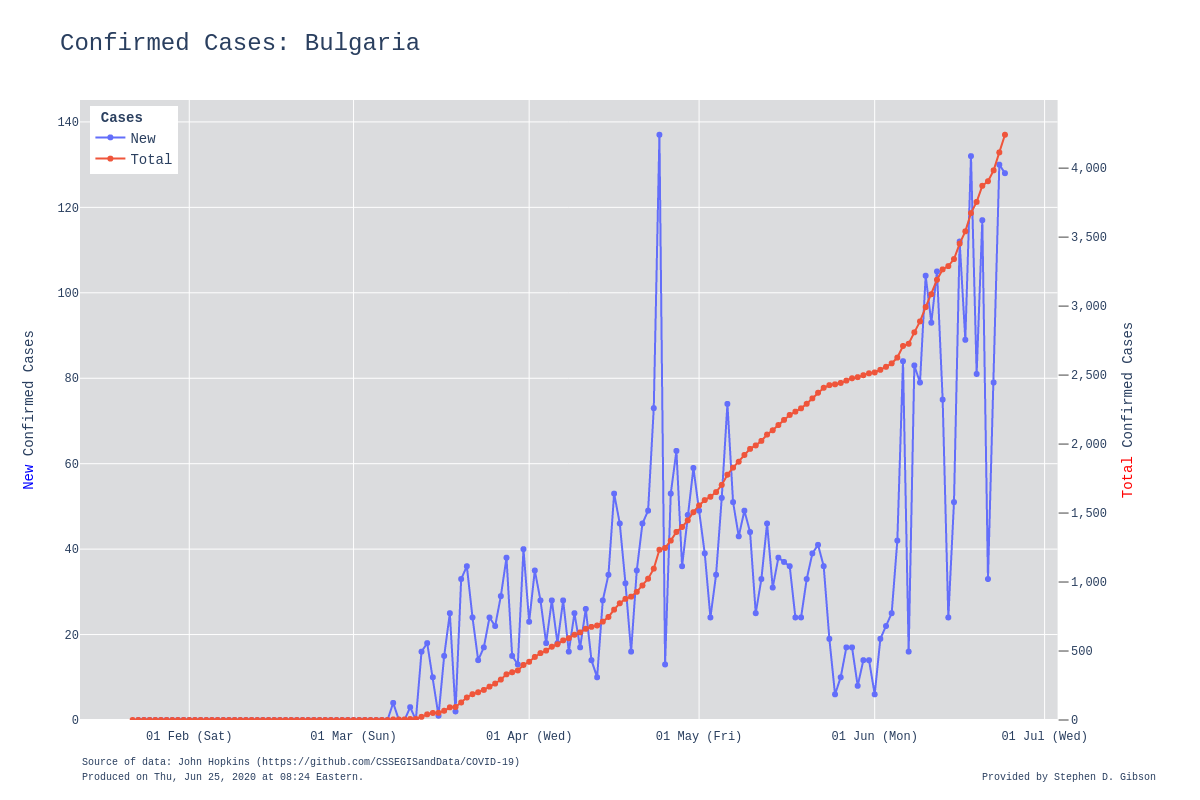 Confirmed Cases: Bulgaria
Cases
New
Total
140
120
100
80
60
40
20
0
4,000
3,500
3,000
2,500
2,000
1,500
1,000
500
0
New Confirmed Cases
Total Confirmed Cases
01 Feb (Sat)
01 Mar (Sun)
01 Apr (Wed)
01 May (Fri)
01 Jun (Mon)
01 Jul (Wed)
Source of data: John Hopkins (https://github.com/CSSEGISandData/COVID-19)
Produced on Thu, Jun 25, 2020 at 08:24 Eastern.
Provided by Stephen D. Gibson